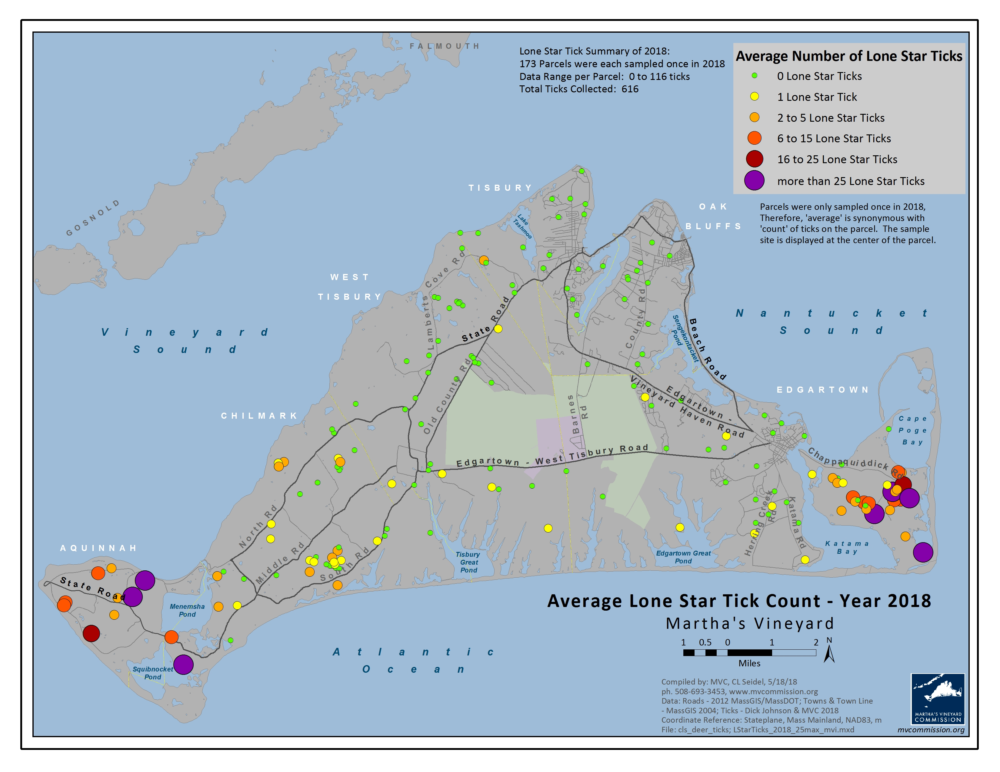 FALMOUTH
Lone Star Tick Summary of 2018:
173 Parcels were each sampled once in 2018
Data Range per Parcel:  0 to 116 ticks
Total Ticks Collected:  616
Average Number of Lone Star Ticks
0 Lone Star Ticks
1 Lone Star Tick
2 to 5 Lone Star Ticks
6 to 15 Lone Star Ticks
16 to 25 Lone Star Ticks
more than 25 Lone Star Ticks
Parcels were only sampled once in 2018,
Therefore, 'average' is synonymous with
'count' of ticks on the parcel.  The sample
site is displayed at the center of the parcel.
GOSNOLD
TISBURY
OAK
BLUFFS
Lake
Tashmoo
WEST
TISBURY
Lamberts Cove Rd
State Road
County Rd
Sengekontacket
Pond
Beach Road
Nantucket
Sound
Vineyard
Sound
Old County Rd
Barnes
Rd
Edgartown -
Vineyard Haven Road
EDGARTOWN
Cape
Poge
Bay
CHILMARK
Edgartown - West Tisbury Road
Chappaquiddick Rd
North Rd
Middle Rd
South Rd
Herring Creek
Rd
Katama Rd
Katama
Bay
AQUINNAH
State Road
Tisbury
Great
Pond
Edgartown Great
Pond
Menemsha
Pond
Squibnocket
Pond
Atlantic
Ocean
Average Lone Star Tick Count - Year 2018
Martha's Vineyard
1 0.5 0 1 2
N
Miles
Compiled by: MVC, CL Seidel, 5/18/18
ph. 508-693-3453, www.mvcommission.org
Data: Roads - 2012 MassGIS/MassDOT; Towns & Town Line
- MassGIS 2004; Ticks - Dick Johnson & MVC 2018
Coordinate Reference: Stateplane, Mass Mainland, NAD83, m
File: cls_deer_ticks; LStarTicks_2018_25max_mvi.mxd
MARTHA'S VINEYARD
COMMISSION
mvcommission.org